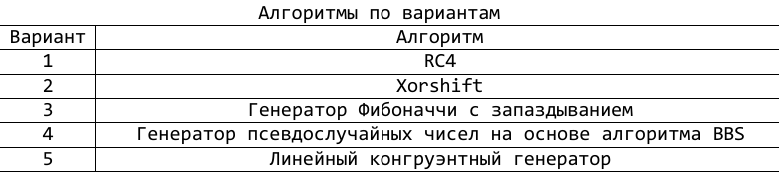 Алгоритмы по вариантам
Вариант Алгоритм
1 RC4
2 Xorshift
3 Генератор Фибоначчи с запаздыванием
4 Генератор псевдослучайных чисел на основе алгоритма BBS
5 Линейный конгруэнтный генератор